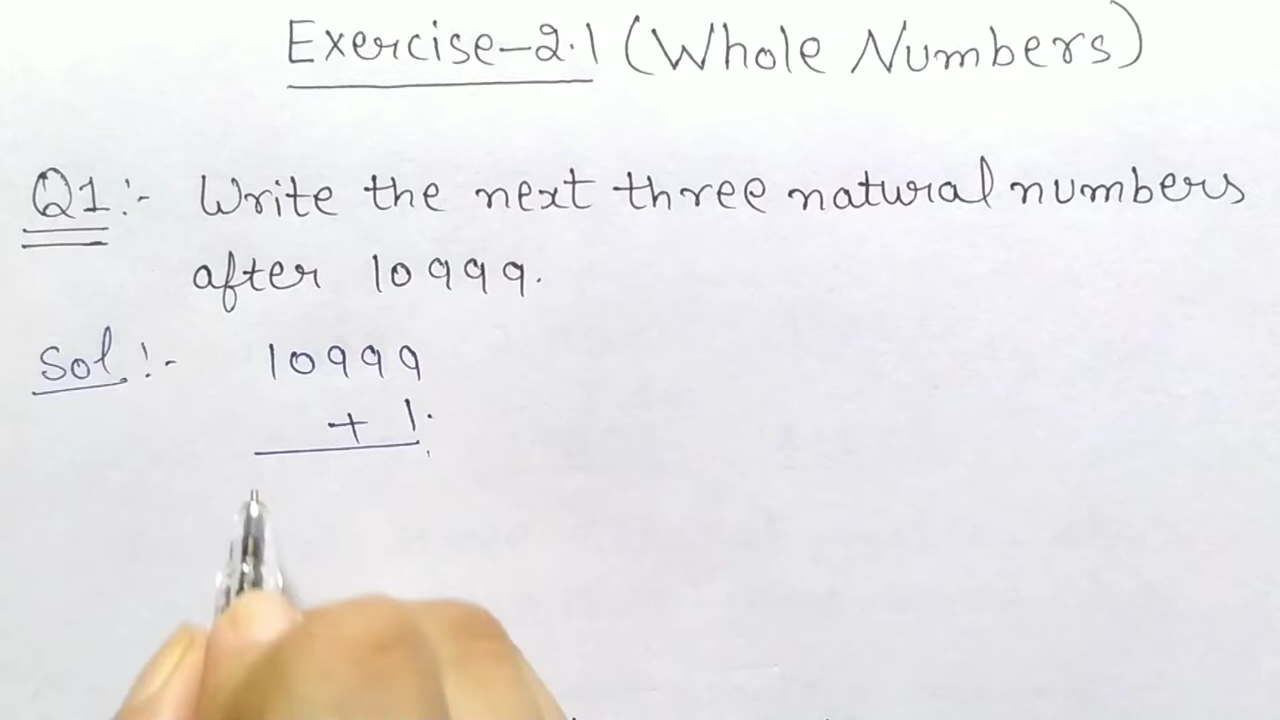 Exercise-2.1 (Whole Numbers)
Q1:- Write the next three natural numbers
after 10999.
Sol:- 10999
+ 1